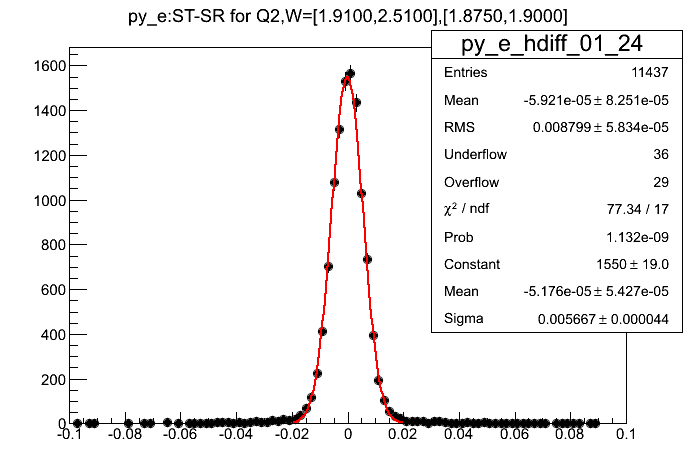 py_e:ST-SR for Q2,W=[1.9100,2.5100],[1.8750,1.9000]
py_e_hdiff_01_24
Entries 11437
Mean -5.921e-05 ± 8.251e-05
RMS 0.008799 ± 5.834e-05
Underflow 36
Overflow 29
χ² / ndf 77.34 / 17
Prob 1.132e-09
Constant 1550 ± 19.0
Mean -5.176e-05 ± 5.427e-05
Sigma 0.005667 ± 0.000044
1600
1400
1200
1000
800
600
400
200
0
-0.1 -0.08 -0.06 -0.04 -0.02 0 0.02 0.04 0.06 0.08 0.1